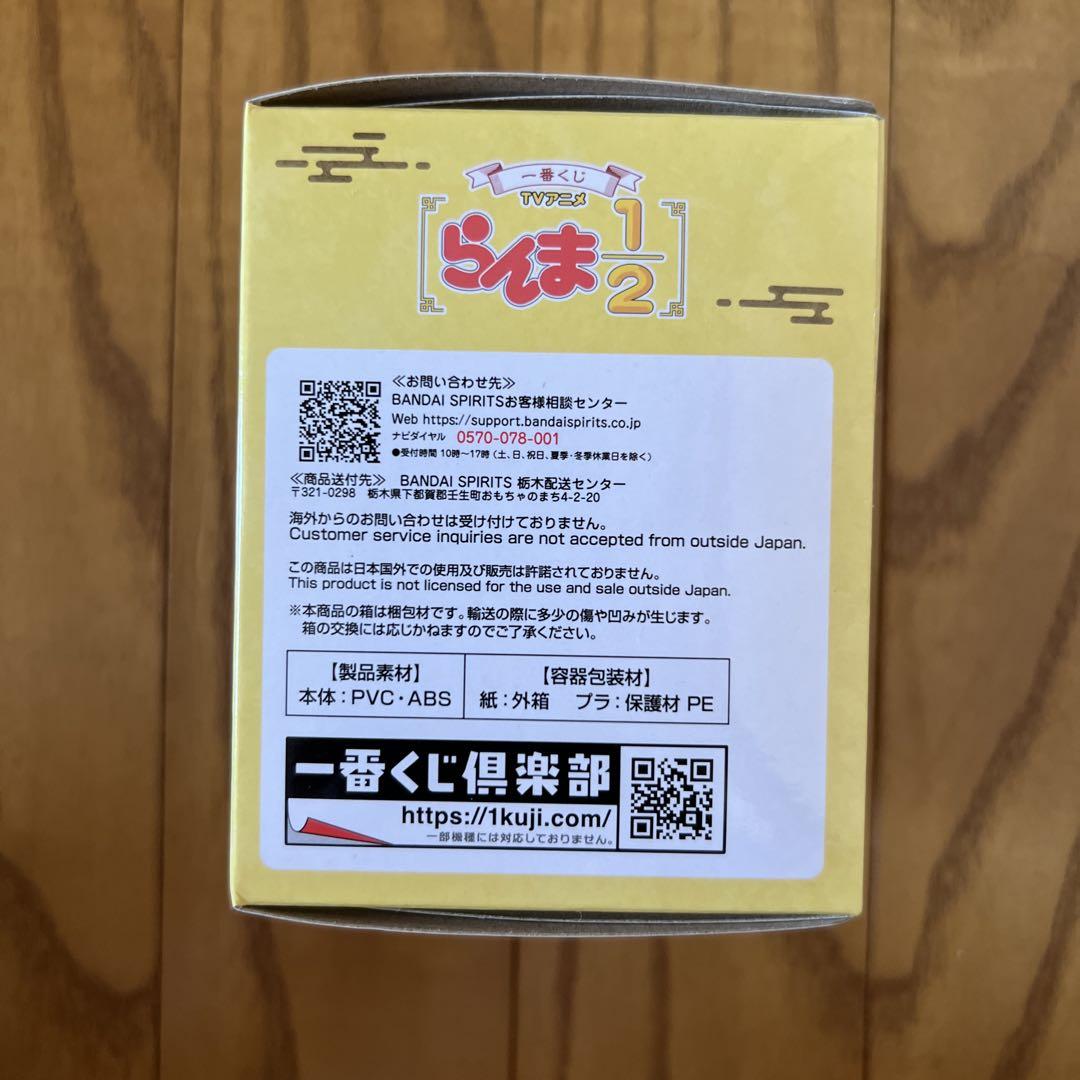 一番くじ
TVアニメ
らんま1/2
≪お問い合わせ先≫
BANDAI SPIRITSお客様相談センター
Web https://support.bandaispirits.co.jp
ナビダイヤル 0570-078-001
●受付時間 10時～17時（土、日、祝日、夏季・冬季休業日を除く）
≪商品送付先≫ BANDAI SPIRITS 栃木配送センター
〒321-0298 栃木県下都賀郡壬生町おもちゃのまち4-2-20
海外からのお問い合わせは受け付けておりません。
Customer service inquiries are not accepted from outside Japan.
この商品は日本国外での使用及び販売は許諾されておりません。
This product is not licensed for the use and sale outside Japan.
※本商品の箱は梱包材です。輸送の際に多少の傷や凹みが生じます。
箱の交換には応じかねますのでご了承ください。
【製品素材】
本体：PVC・ABS
【容器包装材】
紙：外箱 プラ：保護材 PE
一番くじ倶楽部
https://1kuji.com/
一部機種には対応しておりません。